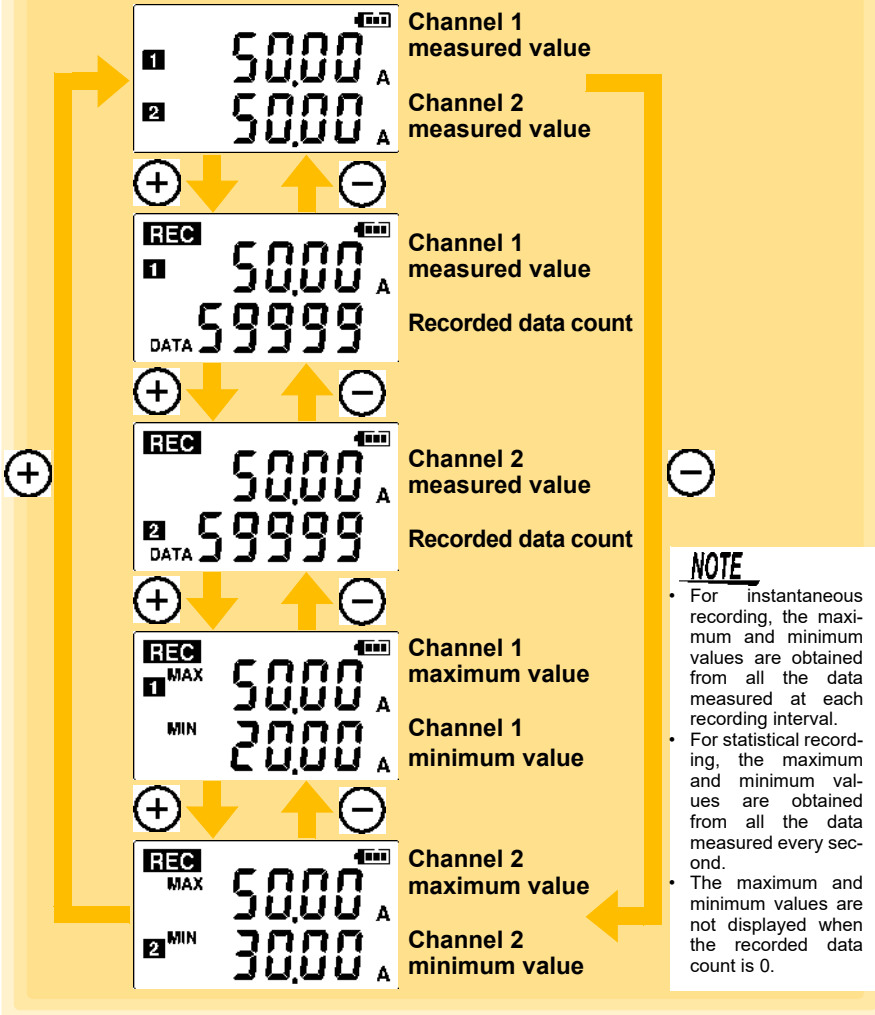 1 50.00 A
Channel 1
measured value
2 50.00 A
Channel 2
measured value
+ −
REC
1 50.00 A
Channel 1
measured value
DATA 59999
Recorded data count
+ −
REC
50.00 A
Channel 2
measured value
2
DATA 59999
Recorded data count
+ −
+ −
REC
MAX
1 50.00 A
Channel 1
maximum value
MIN
20.00 A
Channel 1
minimum value
+ −
REC
MAX
50.00 A
Channel 2
maximum value
2 MIN
30.00 A
Channel 2
minimum value
NOTE
• For instantaneous
recording, the maxi-
mum and minimum
values are obtained
from all the data
measured at each
recording interval.
• For statistical record-
ing, the maximum
and minimum val-
ues are obtained
from all the data
measured every sec-
ond.
• The maximum and
minimum values are
not displayed when
the recorded data
count is 0.